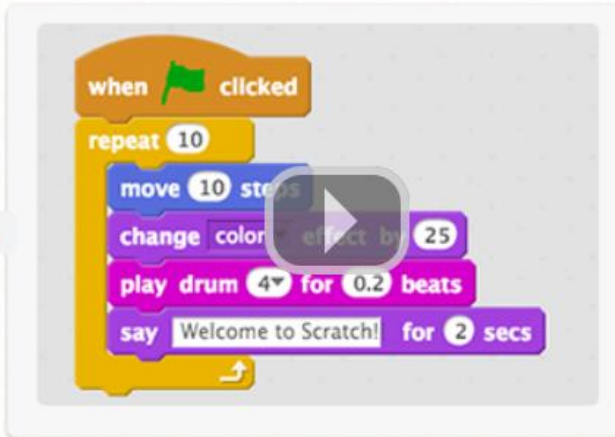 when clicked
repeat 10
move 10 steps
change color effect by 25
play drum 4 for 0.2 beats
say Welcome to Scratch! for 2 secs